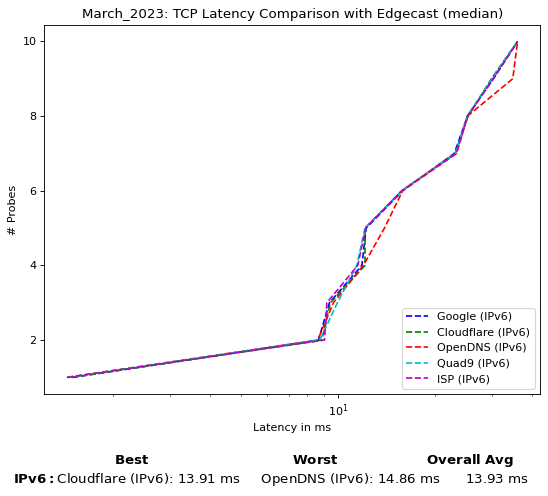 March_2023: TCP Latency Comparison with Edgecast (median)
10
8
6
4
2
# Probes
10^1
Latency in ms
Google (IPv6)
Cloudflare (IPv6)
OpenDNS (IPv6)
Quad9 (IPv6)
ISP (IPv6)
Best Worst Overall Avg
IPv6: Cloudflare (IPv6): 13.91 ms OpenDNS (IPv6): 14.86 ms 13.93 ms